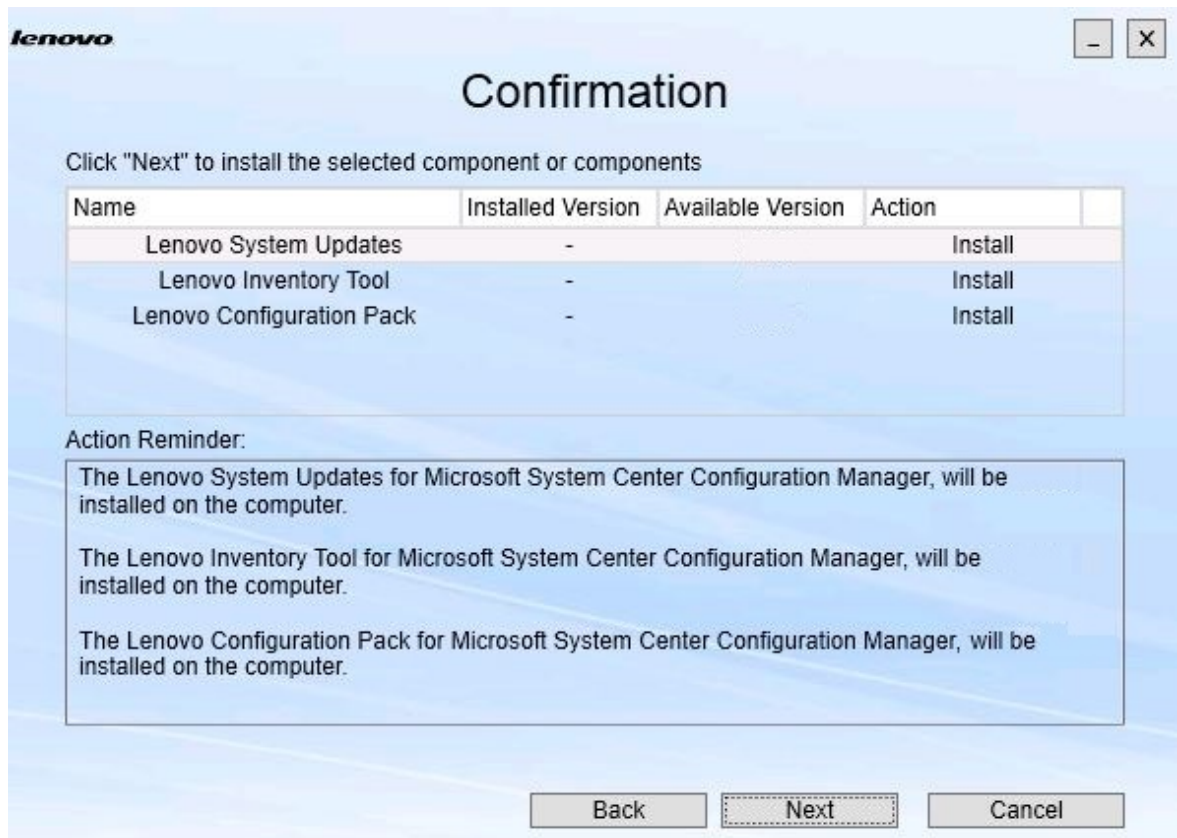 lenovo
_ X
Confirmation
Click "Next" to install the selected component or components
Name Installed Version Available Version Action
Lenovo System Updates - Install
Lenovo Inventory Tool - Install
Lenovo Configuration Pack - Install
Action Reminder:
The Lenovo System Updates for Microsoft System Center Configuration Manager, will be
installed on the computer.
The Lenovo Inventory Tool for Microsoft System Center Configuration Manager, will be
installed on the computer.
The Lenovo Configuration Pack for Microsoft System Center Configuration Manager, will be
installed on the computer.
Back Next Cancel